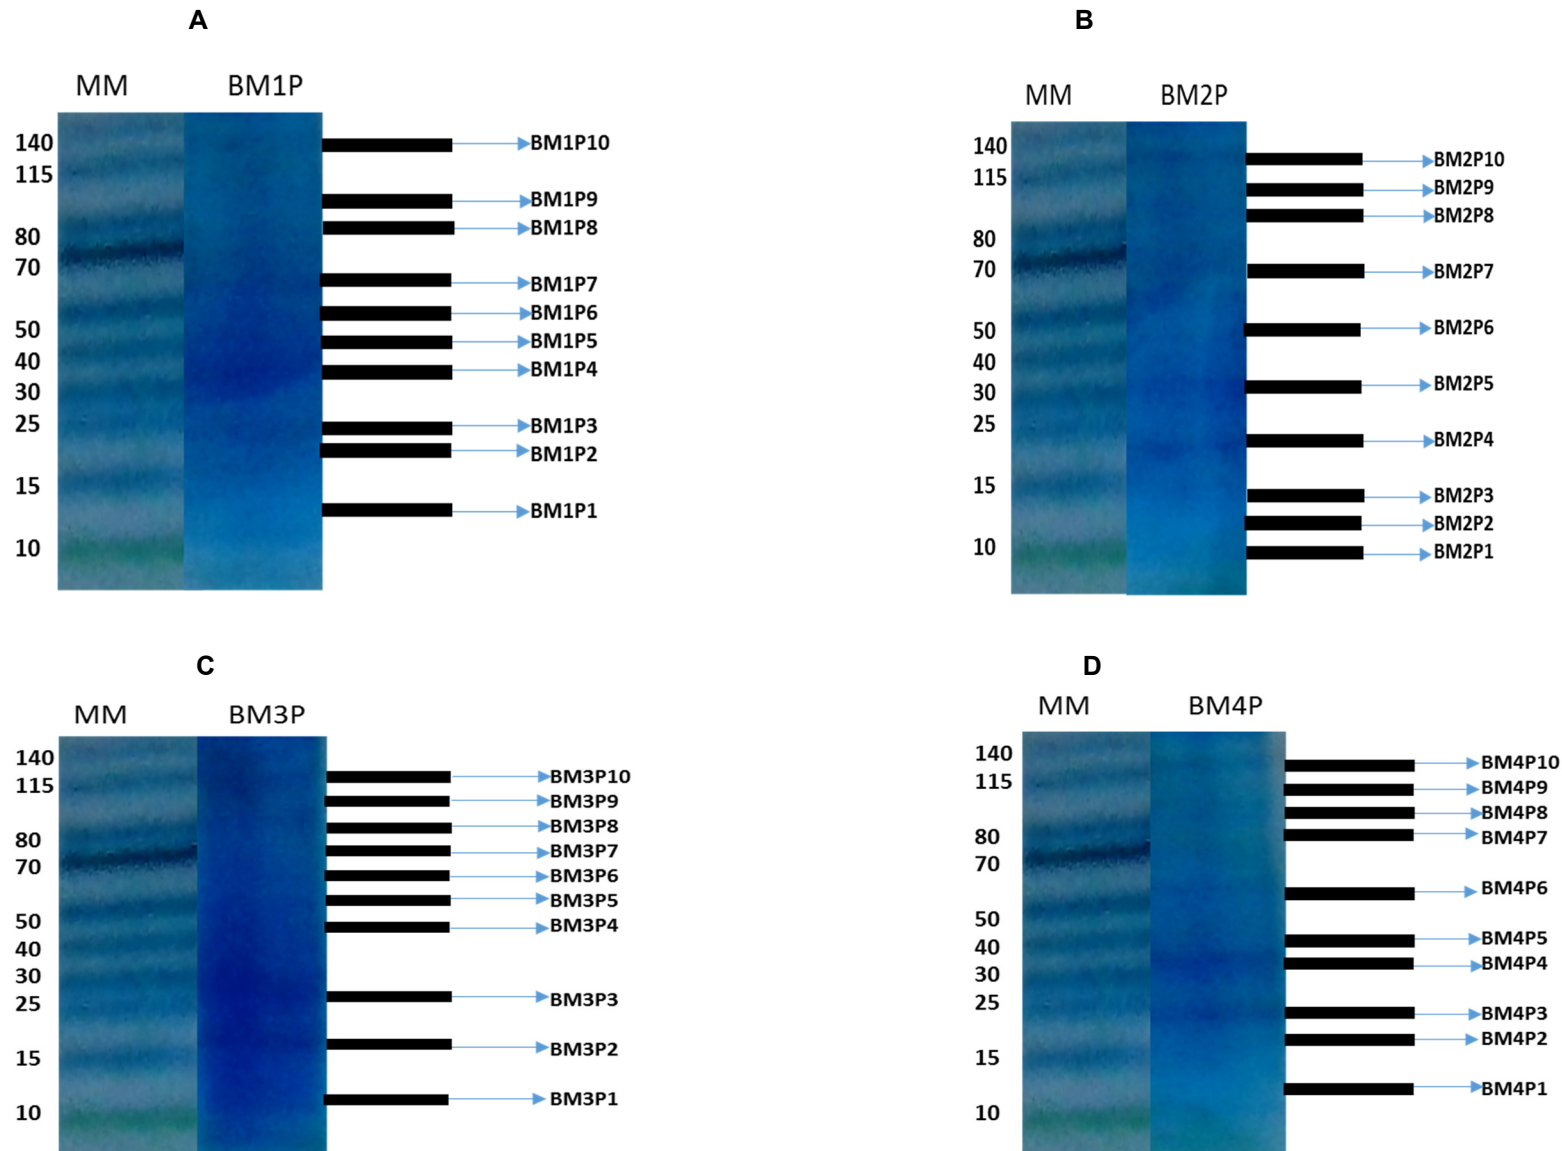 A
MM BM1P
140
115
80
70
50
40
30
25
15
10
BM1P10
BM1P9
BM1P8
BM1P7
BM1P6
BM1P5
BM1P4
BM1P3
BM1P2
BM1P1
B
MM BM2P
140
115
80
70
50
40
30
25
15
10
BM2P10
BM2P9
BM2P8
BM2P7
BM2P6
BM2P5
BM2P4
BM2P3
BM2P2
BM2P1
C
MM BM3P
140
115
80
70
50
40
30
25
15
10
BM3P10
BM3P9
BM3P8
BM3P7
BM3P6
BM3P5
BM3P4
BM3P3
BM3P2
BM3P1
D
MM BM4P
140
115
80
70
50
40
30
25
15
10
BM4P10
BM4P9
BM4P8
BM4P7
BM4P6
BM4P5
BM4P4
BM4P3
BM4P2
BM4P1